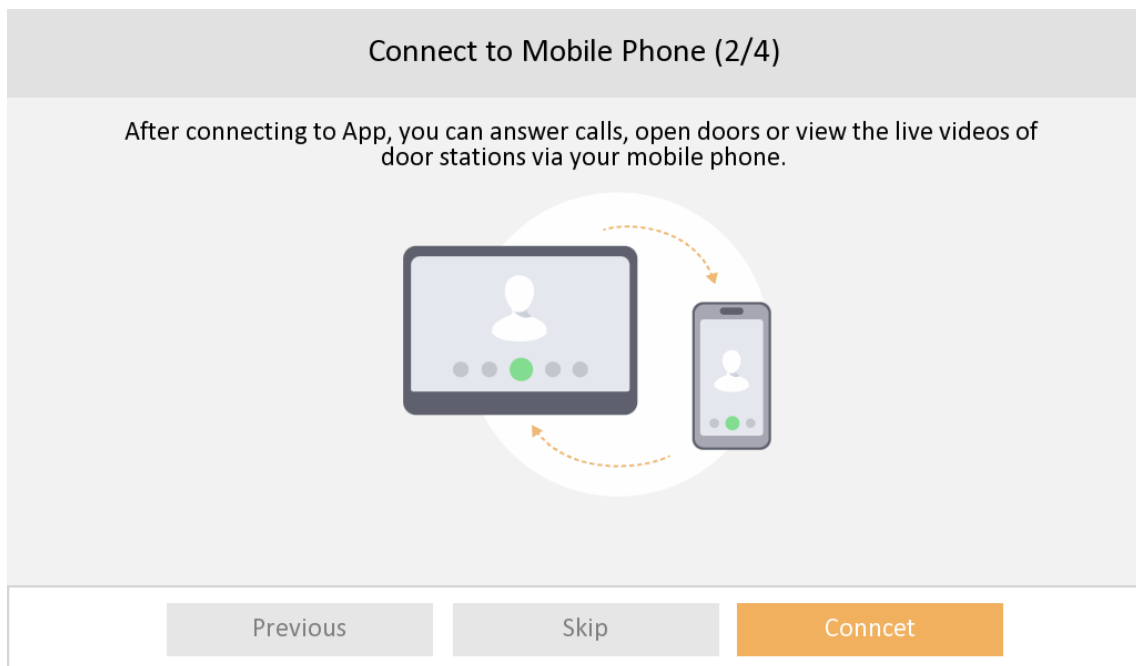 Connect to Mobile Phone (2/4)
After connecting to App, you can answer calls, open doors or view the live videos of
door stations via your mobile phone.
Previous
Skip
Conncet